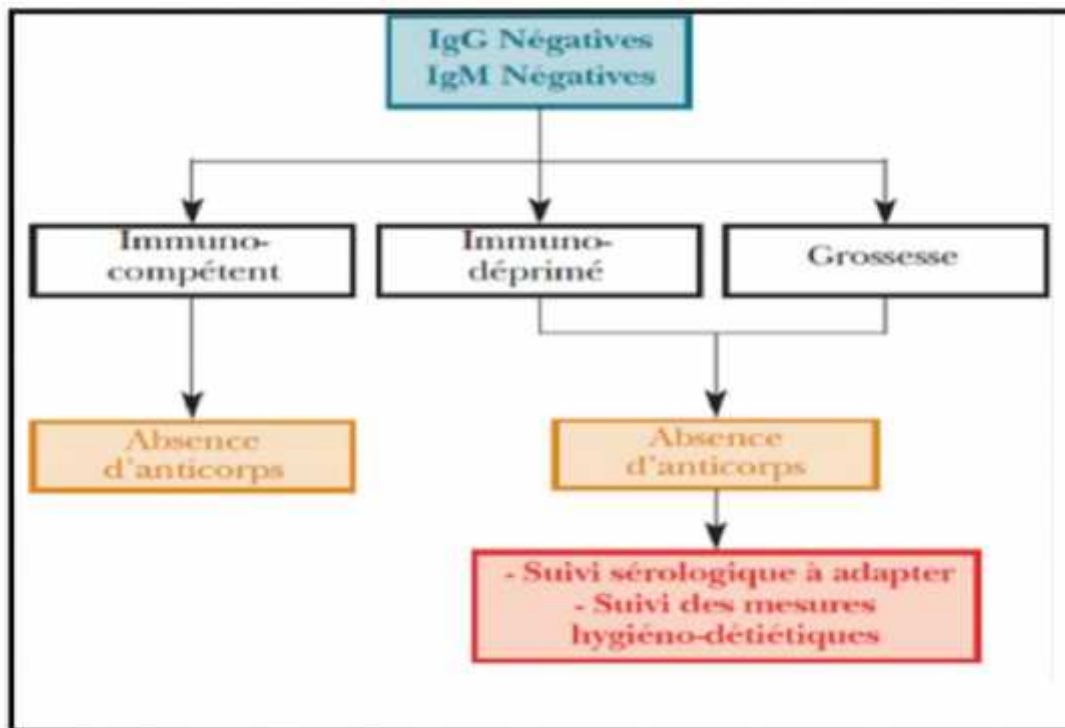 IgG Négatives
IgM Négatives
Immuno-
compétent
Immuno-
déprimé
Grossesse
Absence
d'anticorps
Absence
d'anticorps
- Suivi sérologique à adapter
- Suivi des mesures
hygiéno-détiétiques